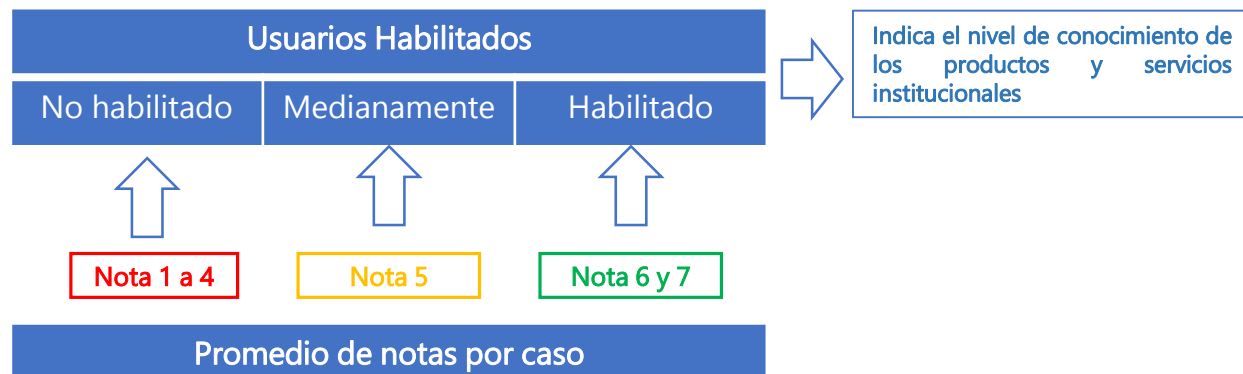 Usuarios Habilitados
Indica el nivel de conocimiento de
los productos y servicios
institucionales
No habilitado
Medianamente
Habilitado
Nota 1 a 4
Nota 5
Nota 6 y 7
Promedio de notas por caso